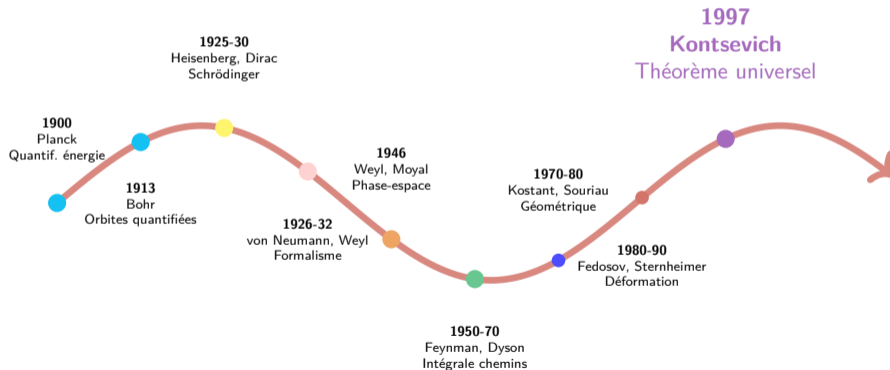 1900
Planck
Quantif. énergie
1913
Bohr
Orbites quantifiées
1925-30
Heisenberg, Dirac
Schrödinger
1926-32
von Neumann, Weyl
Formalisme
1946
Weyl, Moyal
Phase-espace
1950-70
Feynman, Dyson
Intégrale chemins
1970-80
Kostant, Souriau
Géométrique
1980-90
Fedosov, Sternheimer
Déformation
1997
Kontsevich
Théorème universel